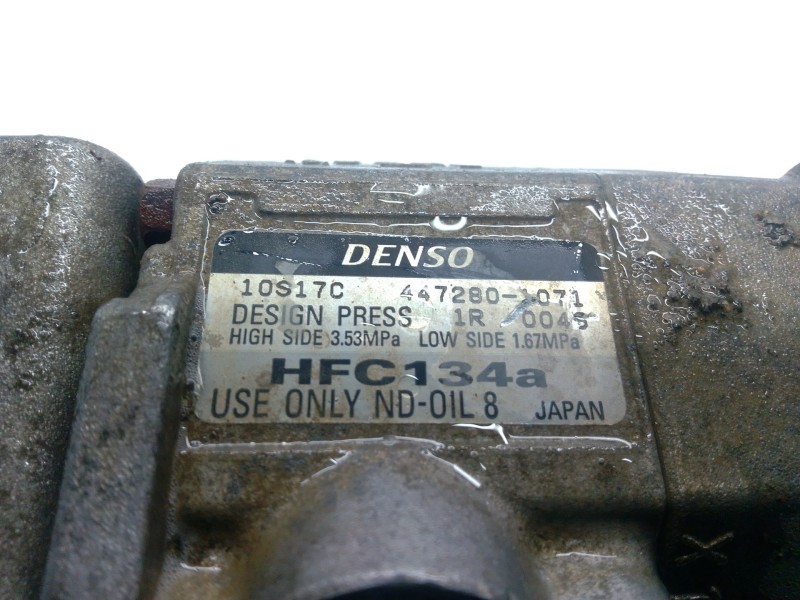 DENSO
10S17C 447280-1071
DESIGN PRESS 1R
HIGH SIDE 3.53MPa LOW SIDE 1.67MPa
HFC134a
USE ONLY ND-OIL 8 JAPAN